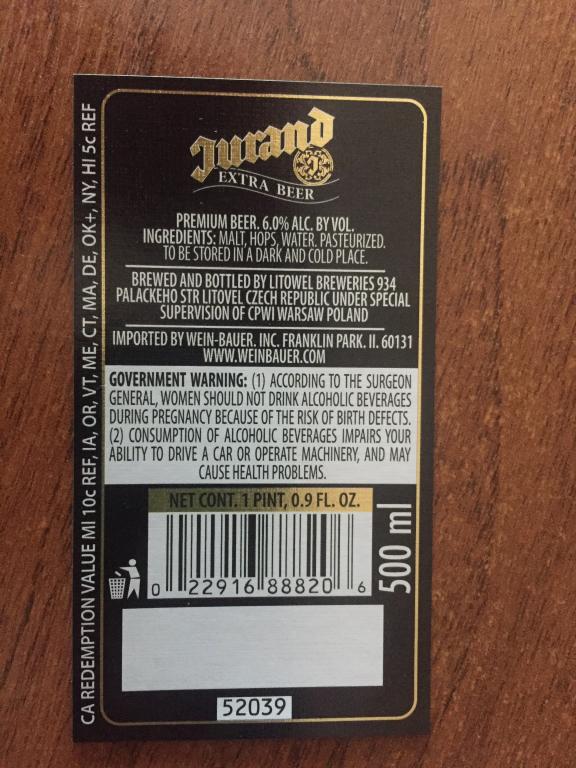 Jurand
J
EXTRA BEER
PREMIUM BEER. 6.0% ALC. BY VOL.
INGREDIENTS: MALT, HOPS, WATER. PASTEURIZED.
TO BE STORED IN A DARK AND COLD PLACE.
BREWED AND BOTTLED BY LITOWEL BREWERIES 934
PALACKEHO STR LITOVEL CZECH REPUBLIC UNDER SPECIAL
SUPERVISION OF CPWI WARSAW POLAND
IMPORTED BY WEIN-BAUER. INC. FRANKLIN PARK. Il. 60131
WWW.WEINBAUER.COM
GOVERNMENT WARNING: (1) ACCORDING TO THE SURGEON
GENERAL, WOMEN SHOULD NOT DRINK ALCOHOLIC BEVERAGES
DURING PREGNANCY BECAUSE OF THE RISK OF BIRTH DEFECTS.
(2) CONSUMPTION OF ALCOHOLIC BEVERAGES IMPAIRS YOUR
ABILITY TO DRIVE A CAR OR OPERATE MACHINERY, AND MAY
CAUSE HEALTH PROBLEMS.
NET CONT. 1 PINT, 0.9 FL. OZ.
0 22916 88820 6
500 ml
52039
CA REDEMPTION VALUE MI 10c REF, IA, OR, VT, ME, CT, MA, DE, OK+, NY, HI 5c REF